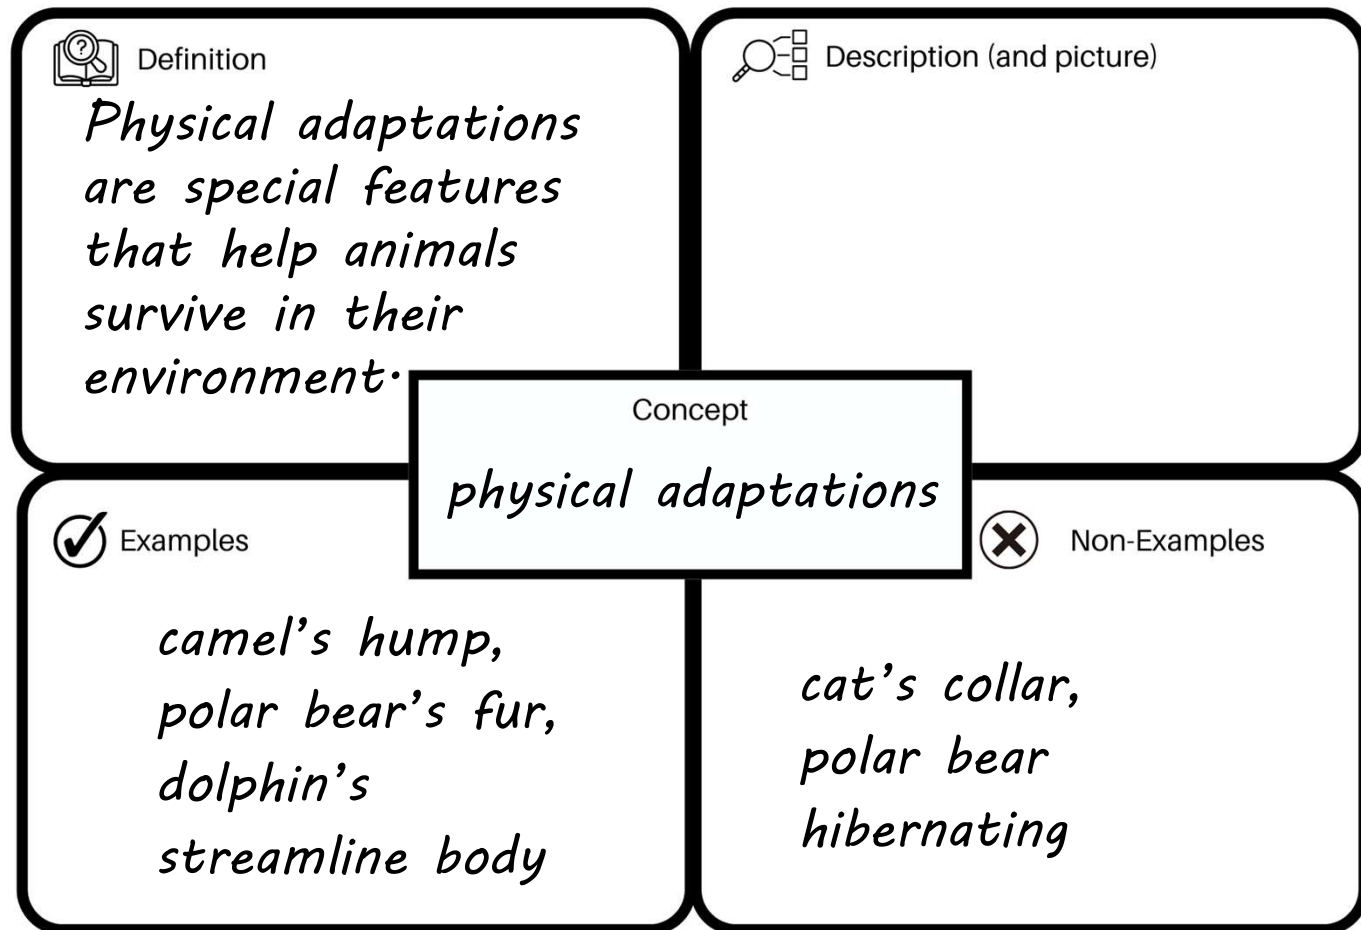 Definition
Physical adaptations
are special features
that help animals
survive in their
environment.
Description (and picture)
Concept
physical adaptations
Examples
camel's hump,
polar bear's fur,
dolphin's
streamline body
Non-Examples
cat's collar,
polar bear
hibernating